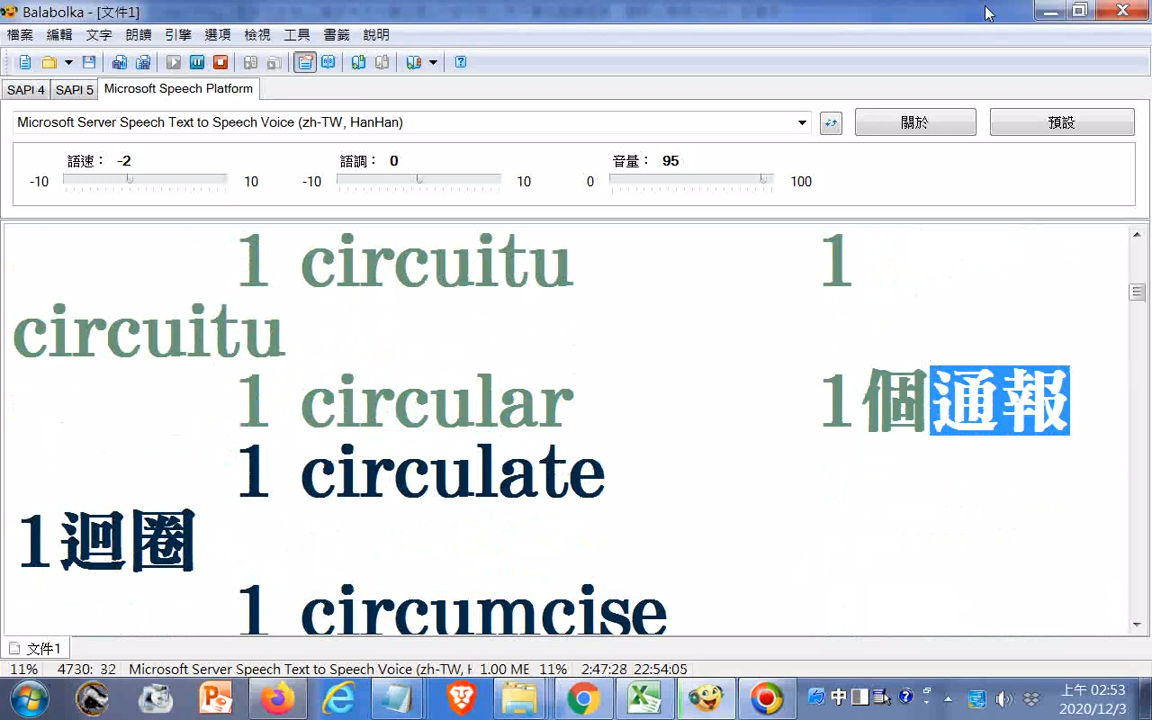 Balabolka - [文件1]
檔案 編輯 文字 朗讀 引擎 選項 檢視 工具 書籤 說明
SAPI 4 SAPI 5 Microsoft Speech Platform
Microsoft Server Speech Text to Speech Voice (zh-TW, HanHan) 關於 預設
語速： -2 語調： 0 音量： 95
-10 10 -10 10 0 100
1 circuitu 1
circuitu
1 circular 1個通報
1 circulate
1迴圈
1 circumcise
文件1
11% 4730: 32 Microsoft Server Speech Text to Speech Voice (zh-TW, H 1.00 ME 11% 2:47:28 22:54:05
中 上午 02:53
2020/12/3